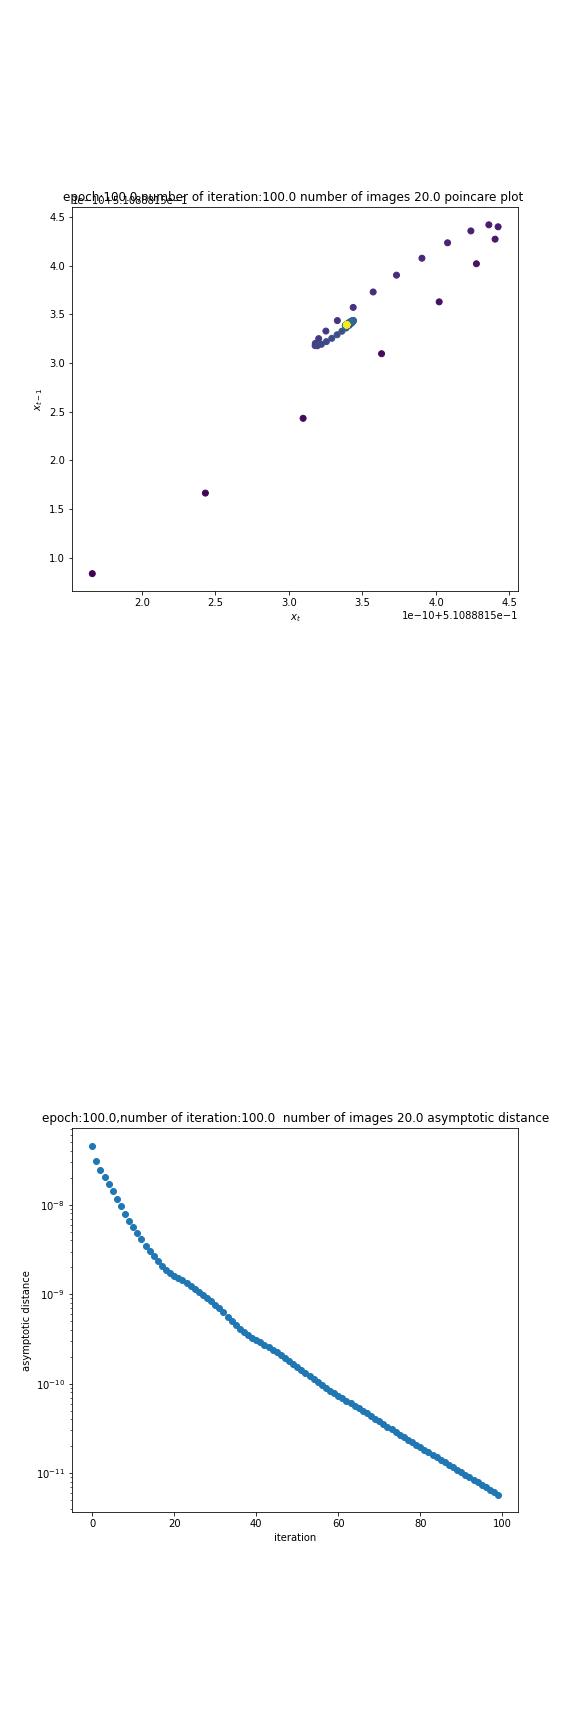 epoch:100.0,number of iteration:100.0 number of images 20.0 poincare plot
1e−10+5.1088815e−1
4.5
4.0
3.5
3.0
2.5
2.0
1.5
1.0
x_{t−1}
2.0 2.5 3.0 3.5 4.0 4.5
x_t
1e−10+5.1088815e−1
epoch:100.0,number of iteration:100.0  number of images 20.0 asymptotic distance
10^{−8}
10^{−9}
10^{−10}
10^{−11}
asymptotic distance
0 20 40 60 80 100
iteration